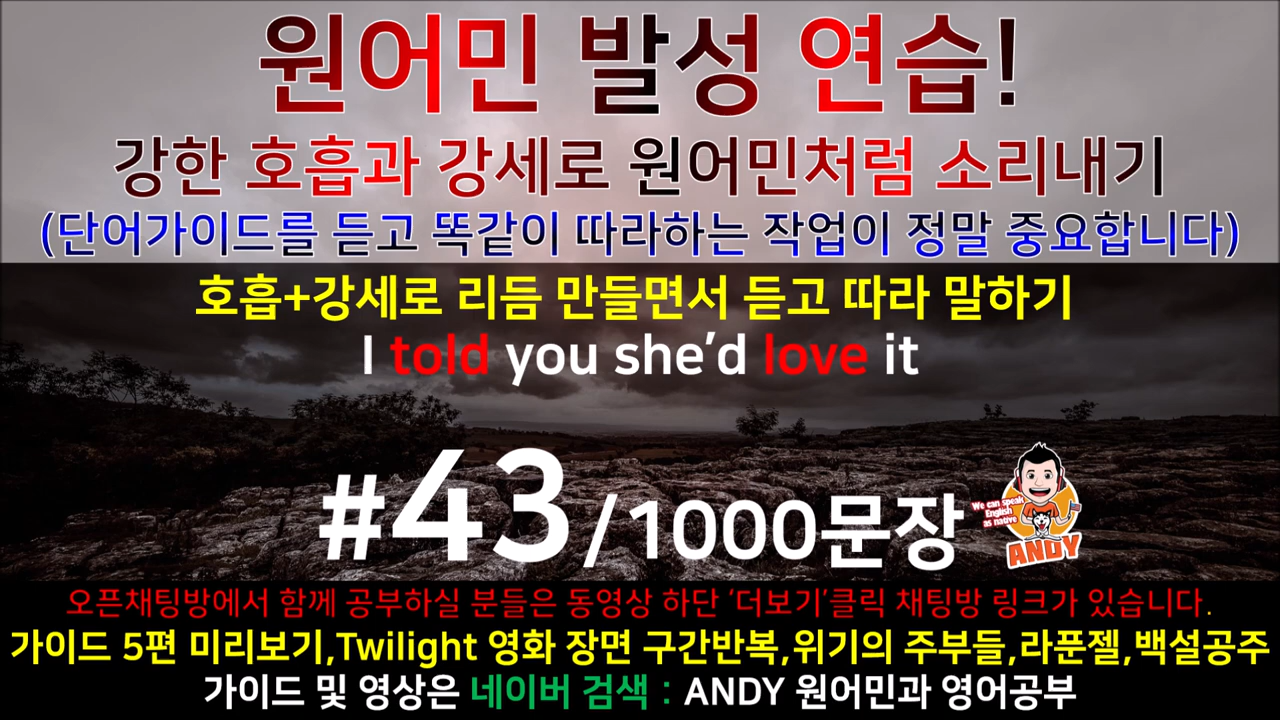 원어민 발성 연습!
강한 호흡과 강세로 원어민처럼 소리내기
(단어가이드를 듣고 똑같이 따라하는 작업이 정말 중요합니다)
호흡+강세로 리듬 만들면서 듣고 따라 말하기
I told you she’d love it
#43/1000문장
We can speak
English
as native
ANDY
오픈채팅방에서 함께 공부하실 분들은 동영상 하단 ‘더보기’클릭 채팅방 링크가 있습니다.
가이드 5편 미리보기,Twilight 영화 장면 구간반복,위기의 주부들,라푼젤,백설공주
가이드 및 영상은 네이버 검색 : ANDY 원어민과 영어공부